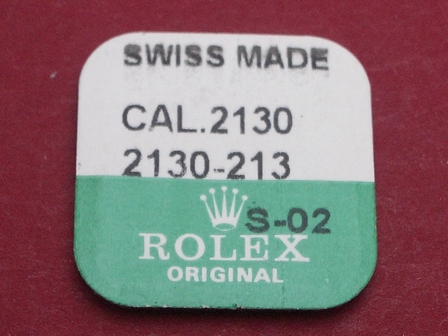 SWISS MADE
CAL.2130
2130-213
S-02
ROLEX
ORIGINAL